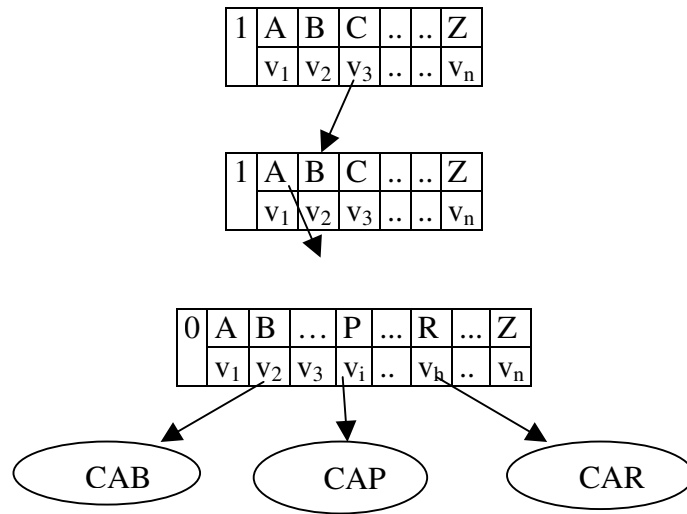 1 A B C .. .. Z
v1 v2 v3 .. .. vn
1 A B C .. .. Z
v1 v2 v3 .. .. vn
0 A B … P ... R ... Z
v1 v2 v3 vi .. vh .. vn
CAB CAP CAR